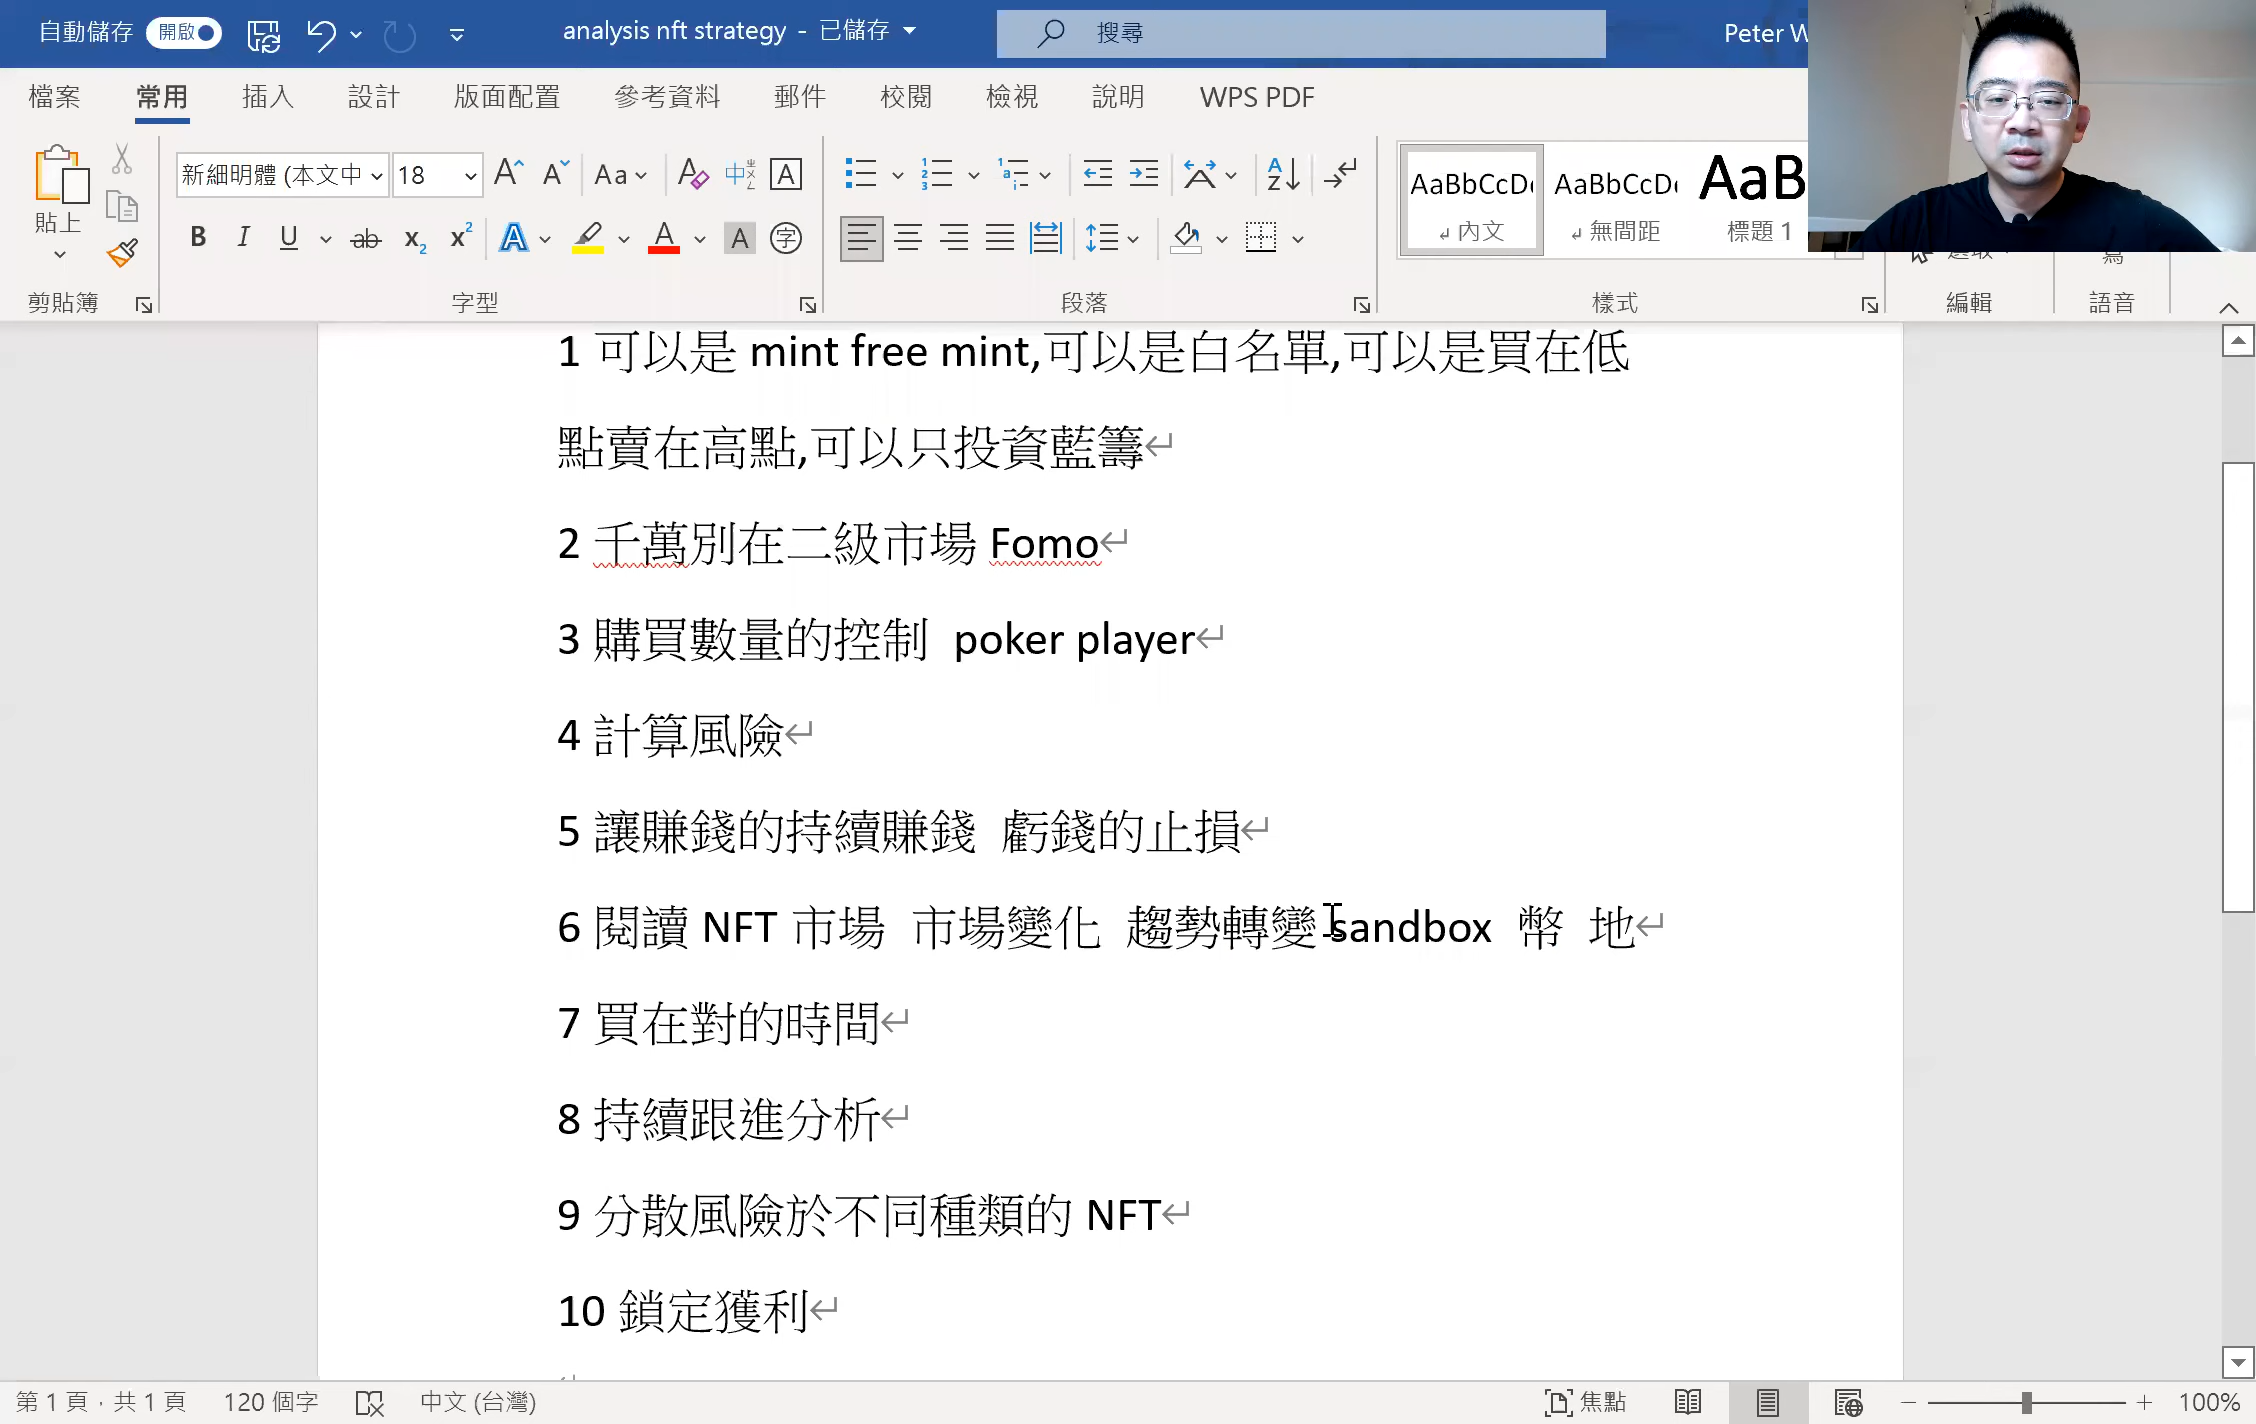 自動儲存 開啟 analysis nft strategy - 已儲存 搜尋 Peter W
檔案 常用 插入 設計 版面配置 參考資料 郵件 校閱 檢視 說明 WPS PDF
貼上
新細明體 (本文中 18
AaBbCcD AaBbCcD AaB
內文 無間距 標題 1
剪貼簿 字型 段落 樣式 編輯 語音
1 可以是 mint free mint,可以是白名單,可以是買在低
點賣在高點,可以只投資藍籌
2 千萬別在二級市場 Fomo
3 購買數量的控制 poker player
4 計算風險
5 讓賺錢的持續賺錢 虧錢的止損
6 閱讀 NFT 市場 市場變化 趨勢轉變 sandbox 幣 地
7 買在對的時間
8 持續跟進分析
9 分散風險於不同種類的 NFT
10 鎖定獲利
第 1 頁，共 1 頁 120 個字 中文 (台灣) 焦點 100%